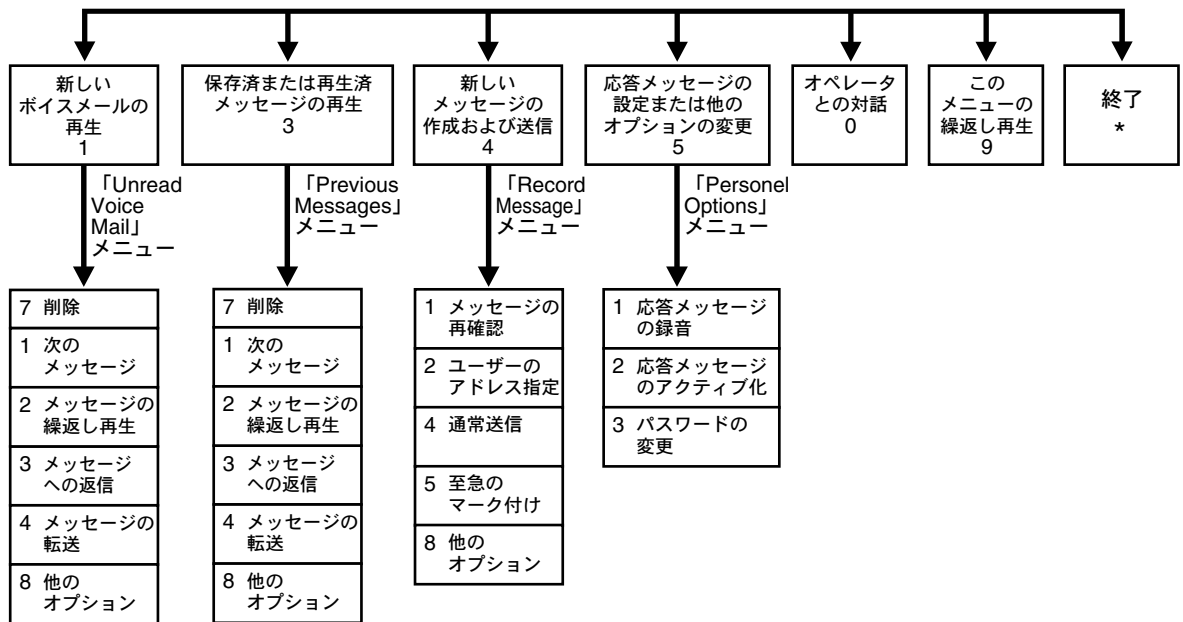 新しい
ボイスメールの
再生
1
保存済または再生済
メッセージの再生
3
新しい
メッセージの
作成および送信
4
応答メッセージの
設定または他の
オプションの変更
5
オペレータ
との対話
0
この
メニューの
繰返し再生
9
終了
*
「Unread
Voice
Mail」
メニュー
「Previous
Messages」
メニュー
「Record
Message」
メニュー
「Personel
Options」
メニュー
7 削除
1 次の
メッセージ
2 メッセージの
繰返し再生
3 メッセージ
への返信
4 メッセージの
転送
8 他の
オプション
7 削除
1 次の
メッセージ
2 メッセージの
繰返し再生
3 メッセージ
への返信
4 メッセージの
転送
8 他の
オプション
1 メッセージの
再確認
2 ユーザーの
アドレス指定
4 通常送信
5 至急の
マーク付け
8 他の
オプション
1 応答メッセージ
の録音
2 応答メッセージ
のアクティブ化
3 パスワードの
変更